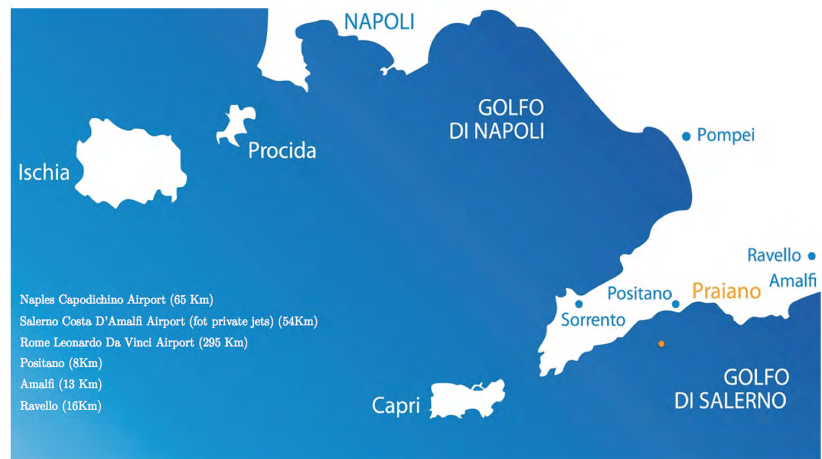 NAPOLI
GOLFO
DI NAPOLI
Pompei
Procida
Ischia
Ravello
Amalfi
Positano
Praiano
Sorrento
Naples Capodichino Airport (65 Km)
Salerno Costa D'Amalfi Airport (fot private jets) (54Km)
Rome Leonardo Da Vinci Airport (295 Km)
Positano (8Km)
Amalfi (13 Km)
Ravello (16Km)
Capri
GOLFO
DI SALERNO